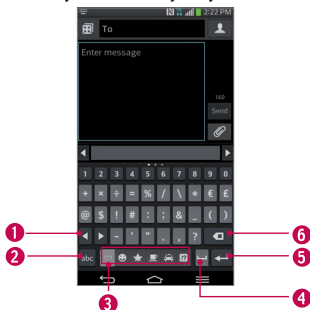 2:22 PM
To
Enter message
160
Send
1 2 3 4 5 6 7 8 9 0
+ × ÷ = % / \ * € £
@ $ ! # : ; & _ ( )
1 - ' " . , ? 6
2 abc 5
3 4